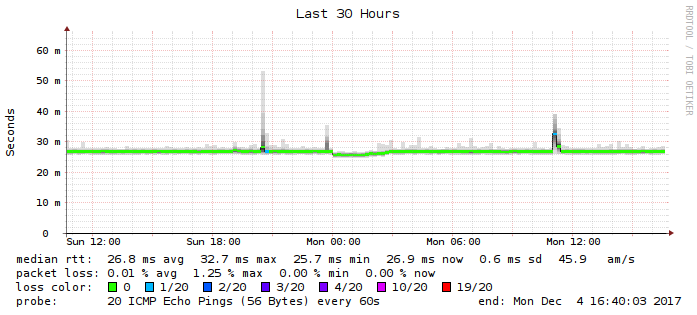 Last 30 Hours
RRDTOOL / TOBI OETIKER
Seconds
60 m
50 m
40 m
30 m
20 m
10 m
0
Sun 12:00 Sun 18:00 Mon 00:00 Mon 06:00 Mon 12:00
median rtt: 26.8 ms avg 32.7 ms max 25.7 ms min 26.9 ms now 0.6 ms sd 45.9 am/s
packet loss: 0.01 % avg 1.25 % max 0.00 % min 0.00 % now
loss color: 0 1/20 2/20 3/20 4/20 10/20 19/20
probe: 20 ICMP Echo Pings (56 Bytes) every 60s end: Mon Dec 4 16:40:03 2017